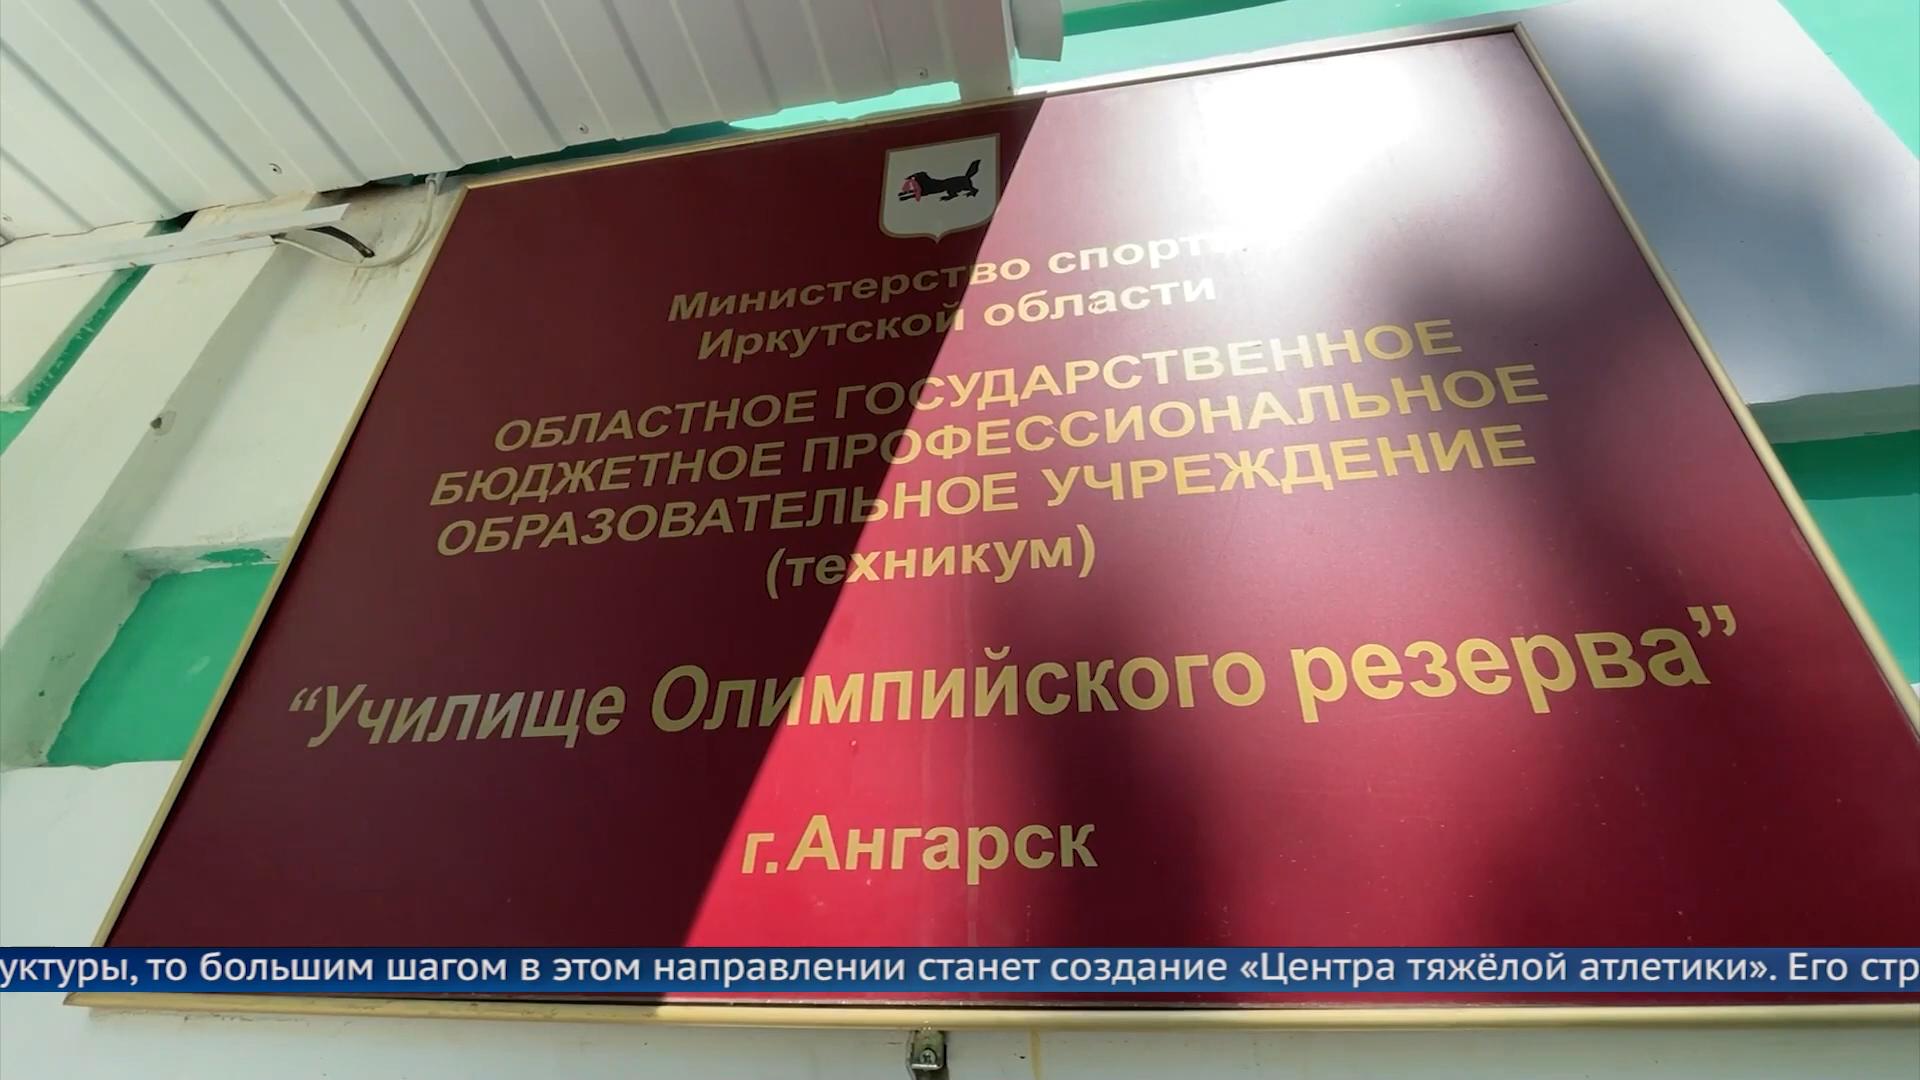 Министерство спорта
Иркутской области
ОБЛАСТНОЕ ГОСУДАРСТВЕННОЕ
БЮДЖЕТНОЕ ПРОФЕССИОНАЛЬНОЕ
ОБРАЗОВАТЕЛЬНОЕ УЧРЕЖДЕНИЕ
(техникум)
“Училище Олимпийского резерва”
г.Ангарск
уктуры, то большим шагом в этом направлении станет создание «Центра тяжёлой атлетики». Его стр